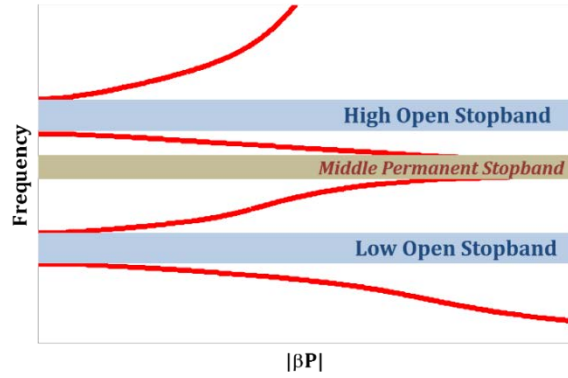 High Open Stopband
Middle Permanent Stopband
Low Open Stopband
Frequency
|βP|